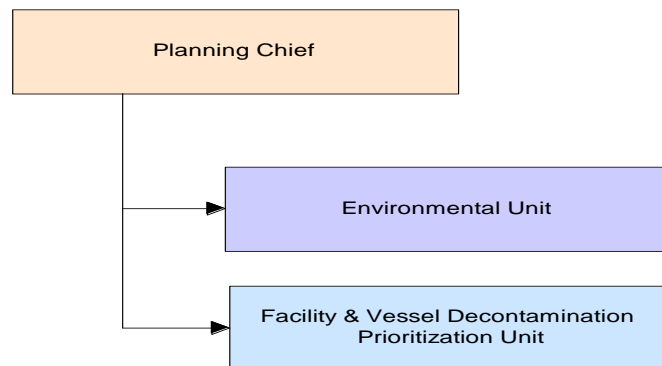 Planning Chief
Environmental Unit
Facility & Vessel Decontamination
Prioritization Unit